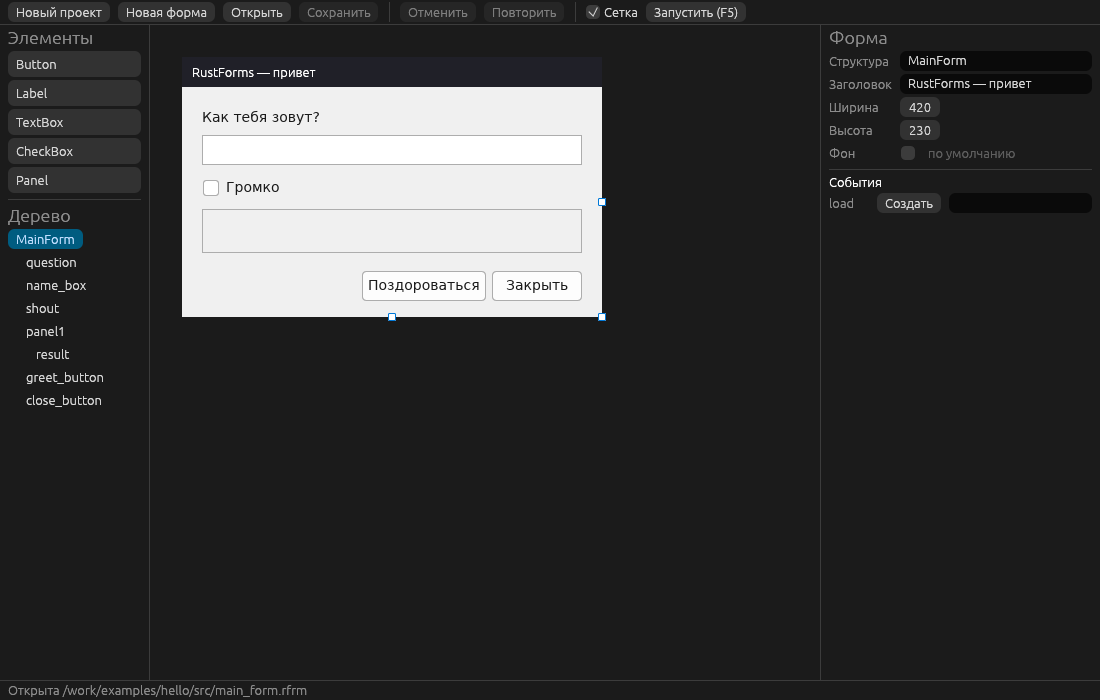 Новый проект Новая форма Открыть Сохранить Отменить Повторить Сетка Запустить (F5)
Элементы
Button
Label
TextBox
CheckBox
Panel
Дерево
MainForm
question
name_box
shout
panel1
result
greet_button
close_button
RustForms — привет
Как тебя зовут?
Громко
Поздороваться Закрыть
Форма
Структура MainForm
Заголовок RustForms — привет
Ширина 420
Высота 230
Фон по умолчанию
События
load Создать
Открыта /work/examples/hello/src/main_form.rfrm